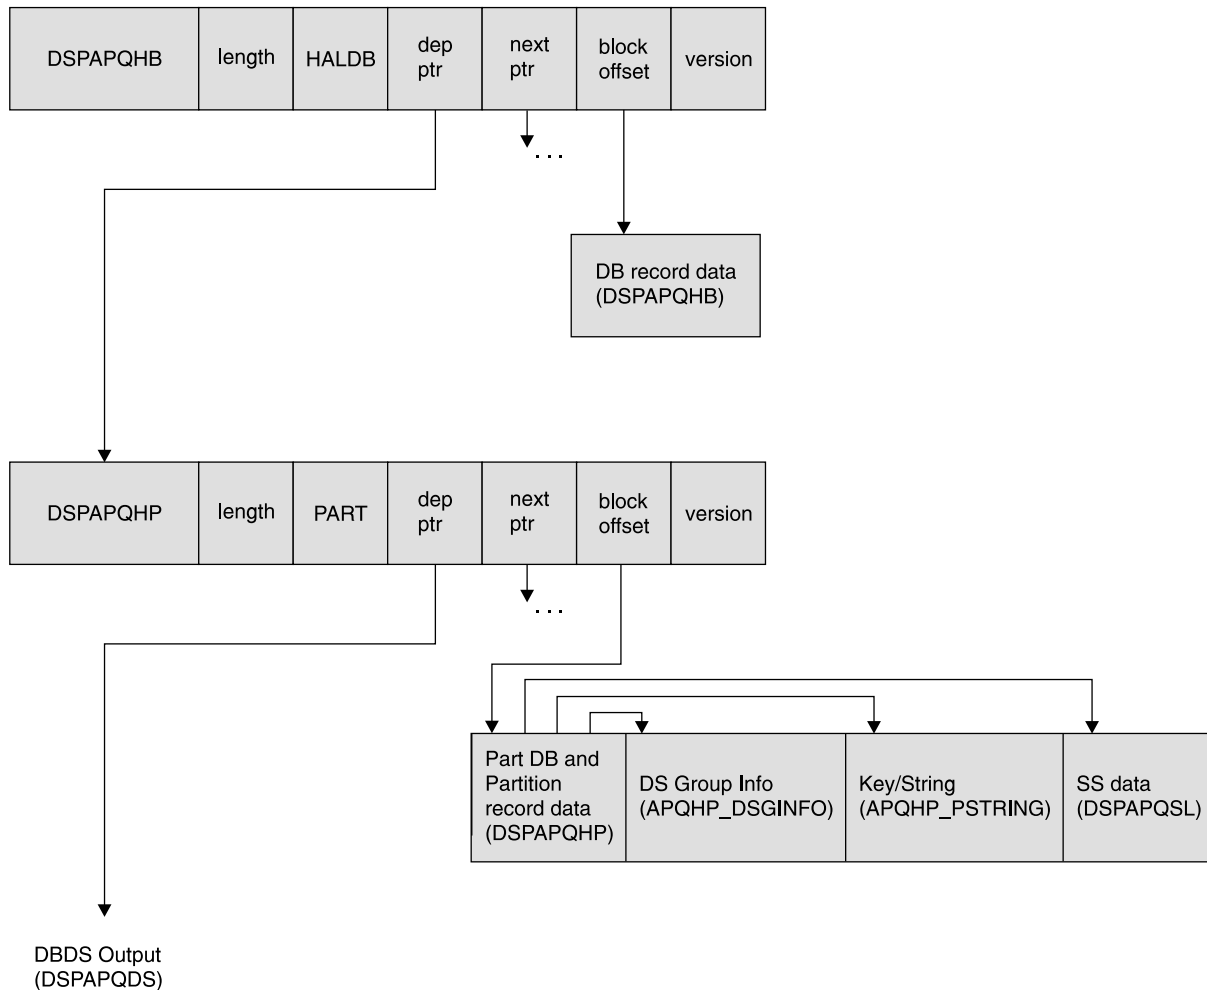 DSPAPQHB
length
HALDB
dep
ptr
next
ptr
block
offset
version
...
DB record data
(DSPAPQHB)
DSPAPQHP
length
PART
dep
ptr
next
ptr
block
offset
version
...
Part DB and
Partition
record data
(DSPAPQHP)
DS Group Info
(APQHP_DSGINFO)
Key/String
(APQHP_PSTRING)
SS data
(DSPAPQSL)
DBDS Output
(DSPAPQDS)